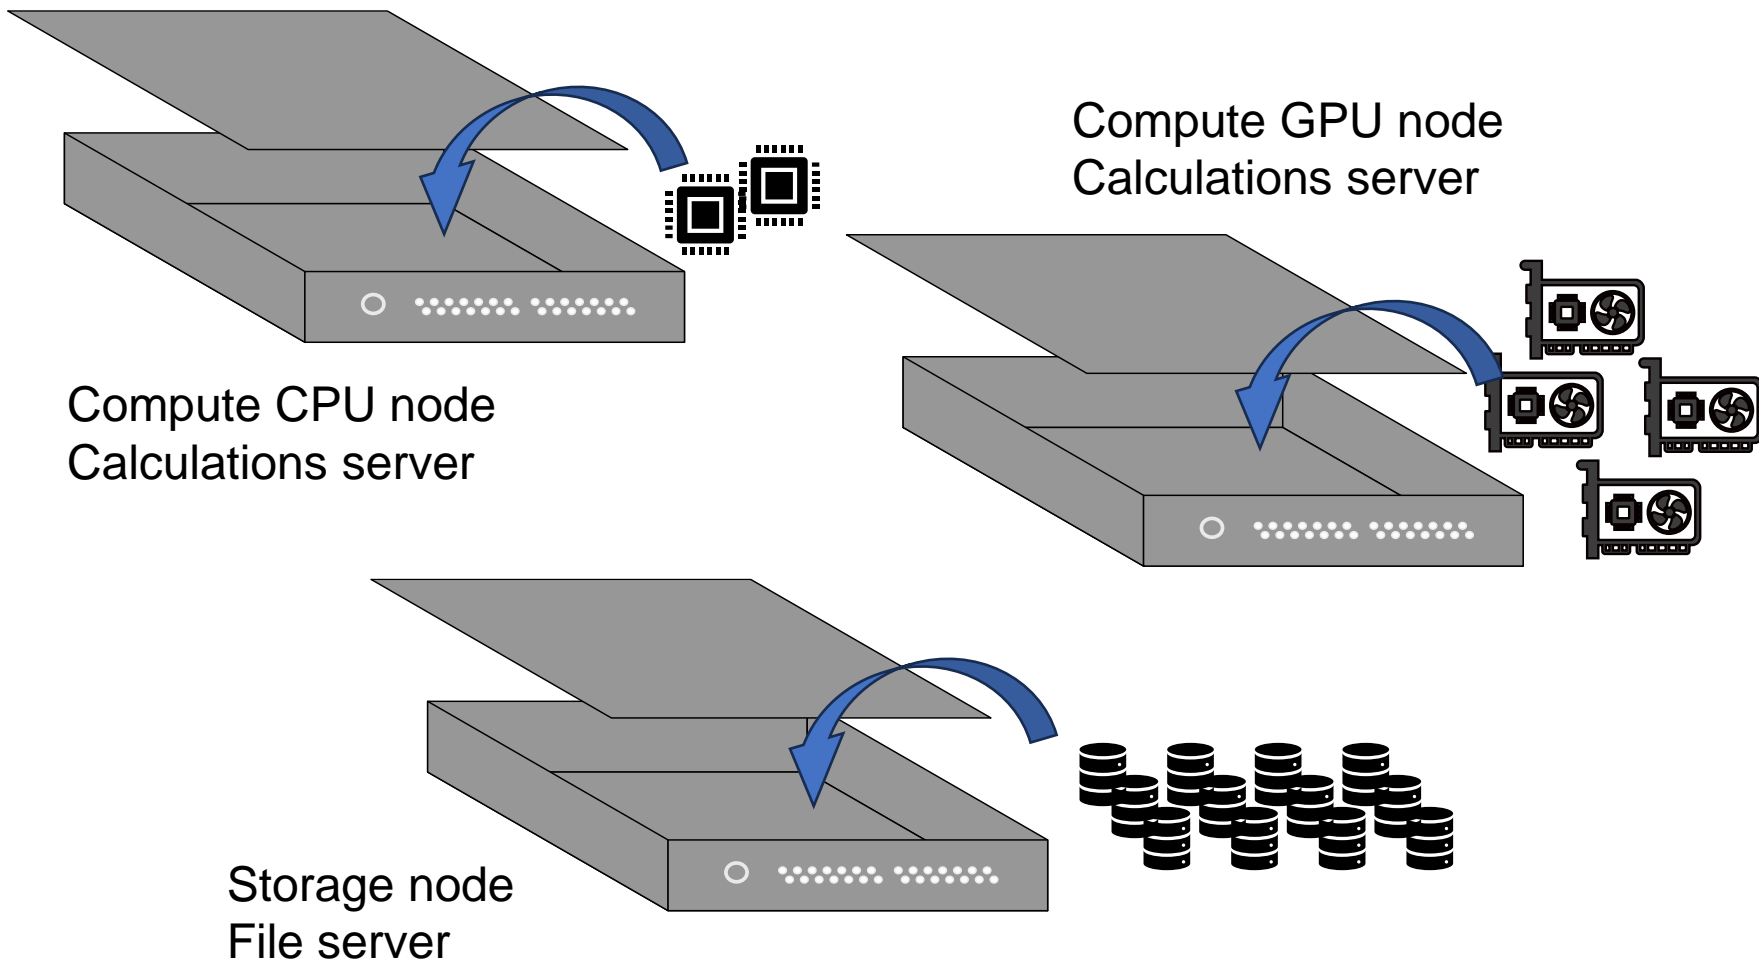 Compute GPU node
Calculations server
Compute CPU node
Calculations server
Storage node
File server